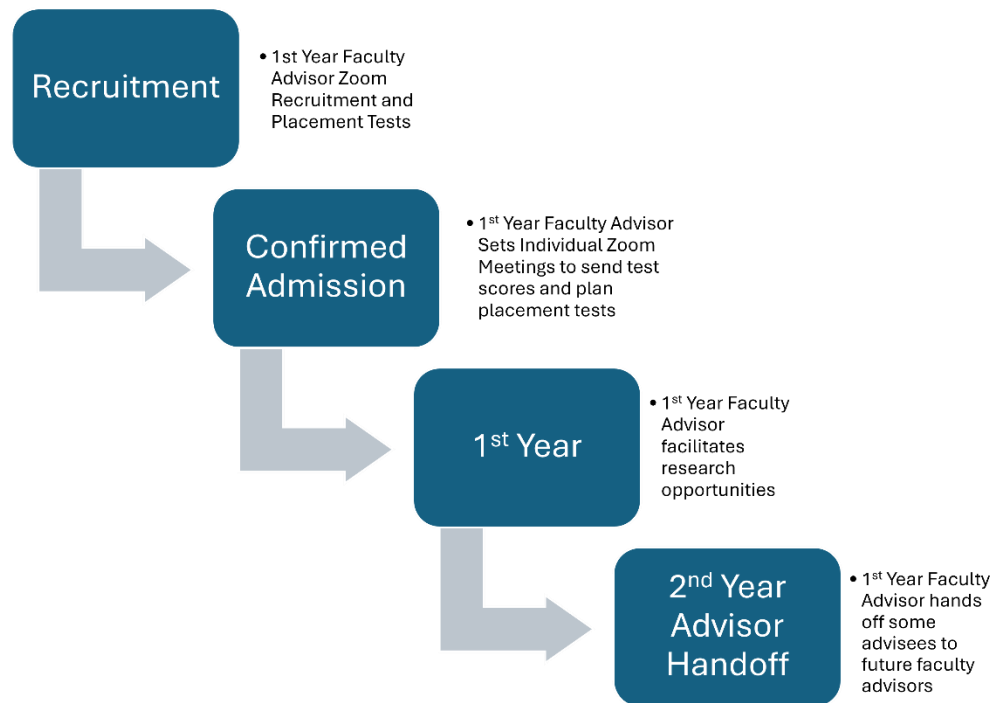 Recruitment
• 1st Year Faculty
Advisor Zoom
Recruitment and
Placement Tests
Confirmed
Admission
• 1st Year Faculty Advisor
Sets Individual Zoom
Meetings to send test
scores and plan
placement tests
1st Year
• 1st Year Faculty
Advisor
facilitates
research
opportunities
2nd Year
Advisor
Handoff
• 1st Year Faculty
Advisor hands
off some
advisees to
future faculty
advisors